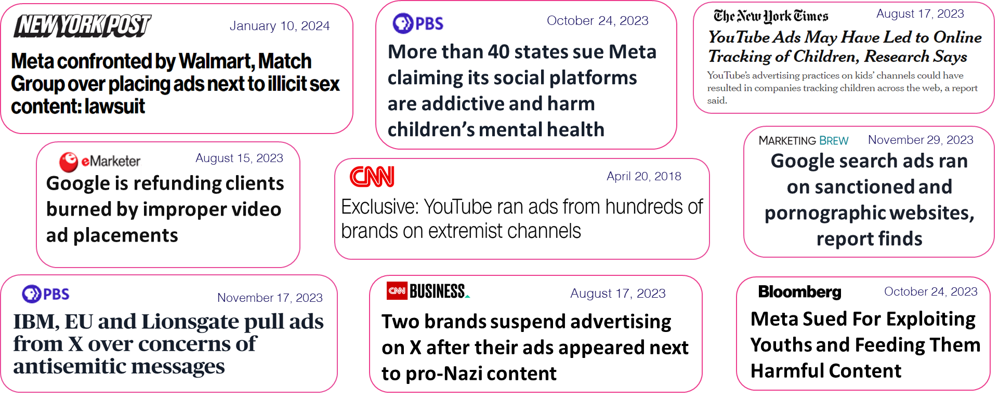 NEW YORK POST
January 10, 2024
Meta confronted by Walmart, Match
Group over placing ads next to illicit sex
content: lawsuit
PBS
October 24, 2023
More than 40 states sue Meta
claiming its social platforms
are addictive and harm
children’s mental health
The New York Times
August 17, 2023
YouTube Ads May Have Led to Online
Tracking of Children, Research Says
YouTube’s advertising practices on kids’ channels could have
resulted in companies tracking children across the web, a report
said.
eMarketer
August 15, 2023
Google is refunding clients
burned by improper video
ad placements
CNN
April 20, 2018
Exclusive: YouTube ran ads from hundreds of
brands on extremist channels
MARKETING BREW
November 29, 2023
Google search ads ran
on sanctioned and
pornographic websites,
report finds
PBS
November 17, 2023
IBM, EU and Lionsgate pull ads
from X over concerns of
antisemitic messages
CNN BUSINESS
August 17, 2023
Two brands suspend advertising
on X after their ads appeared next
to pro-Nazi content
Bloomberg
October 24, 2023
Meta Sued For Exploiting
Youths and Feeding Them
Harmful Content